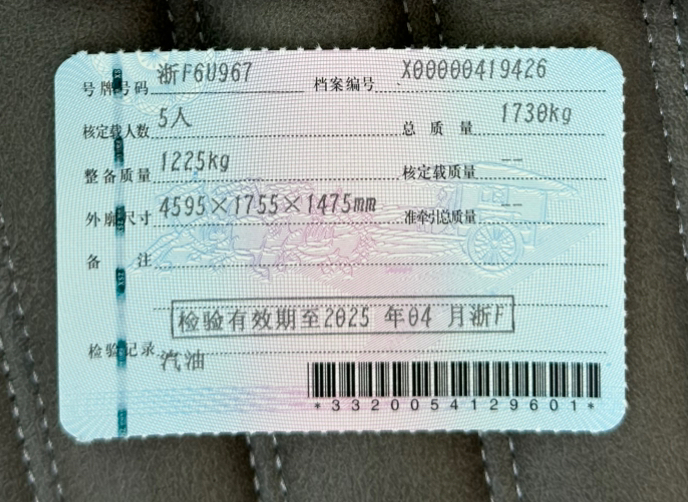 号牌号码 浙F6U967 档案编号 X00000419426
核定载人数 5人 总质量 1730kg
整备质量 1225kg 核定载质量 --
外廓尺寸 4595×1755×1475mm 准牵引总质量 --
备注
检验有效期至2025 年04 月浙F
检验记录 汽油
*3320054129601*